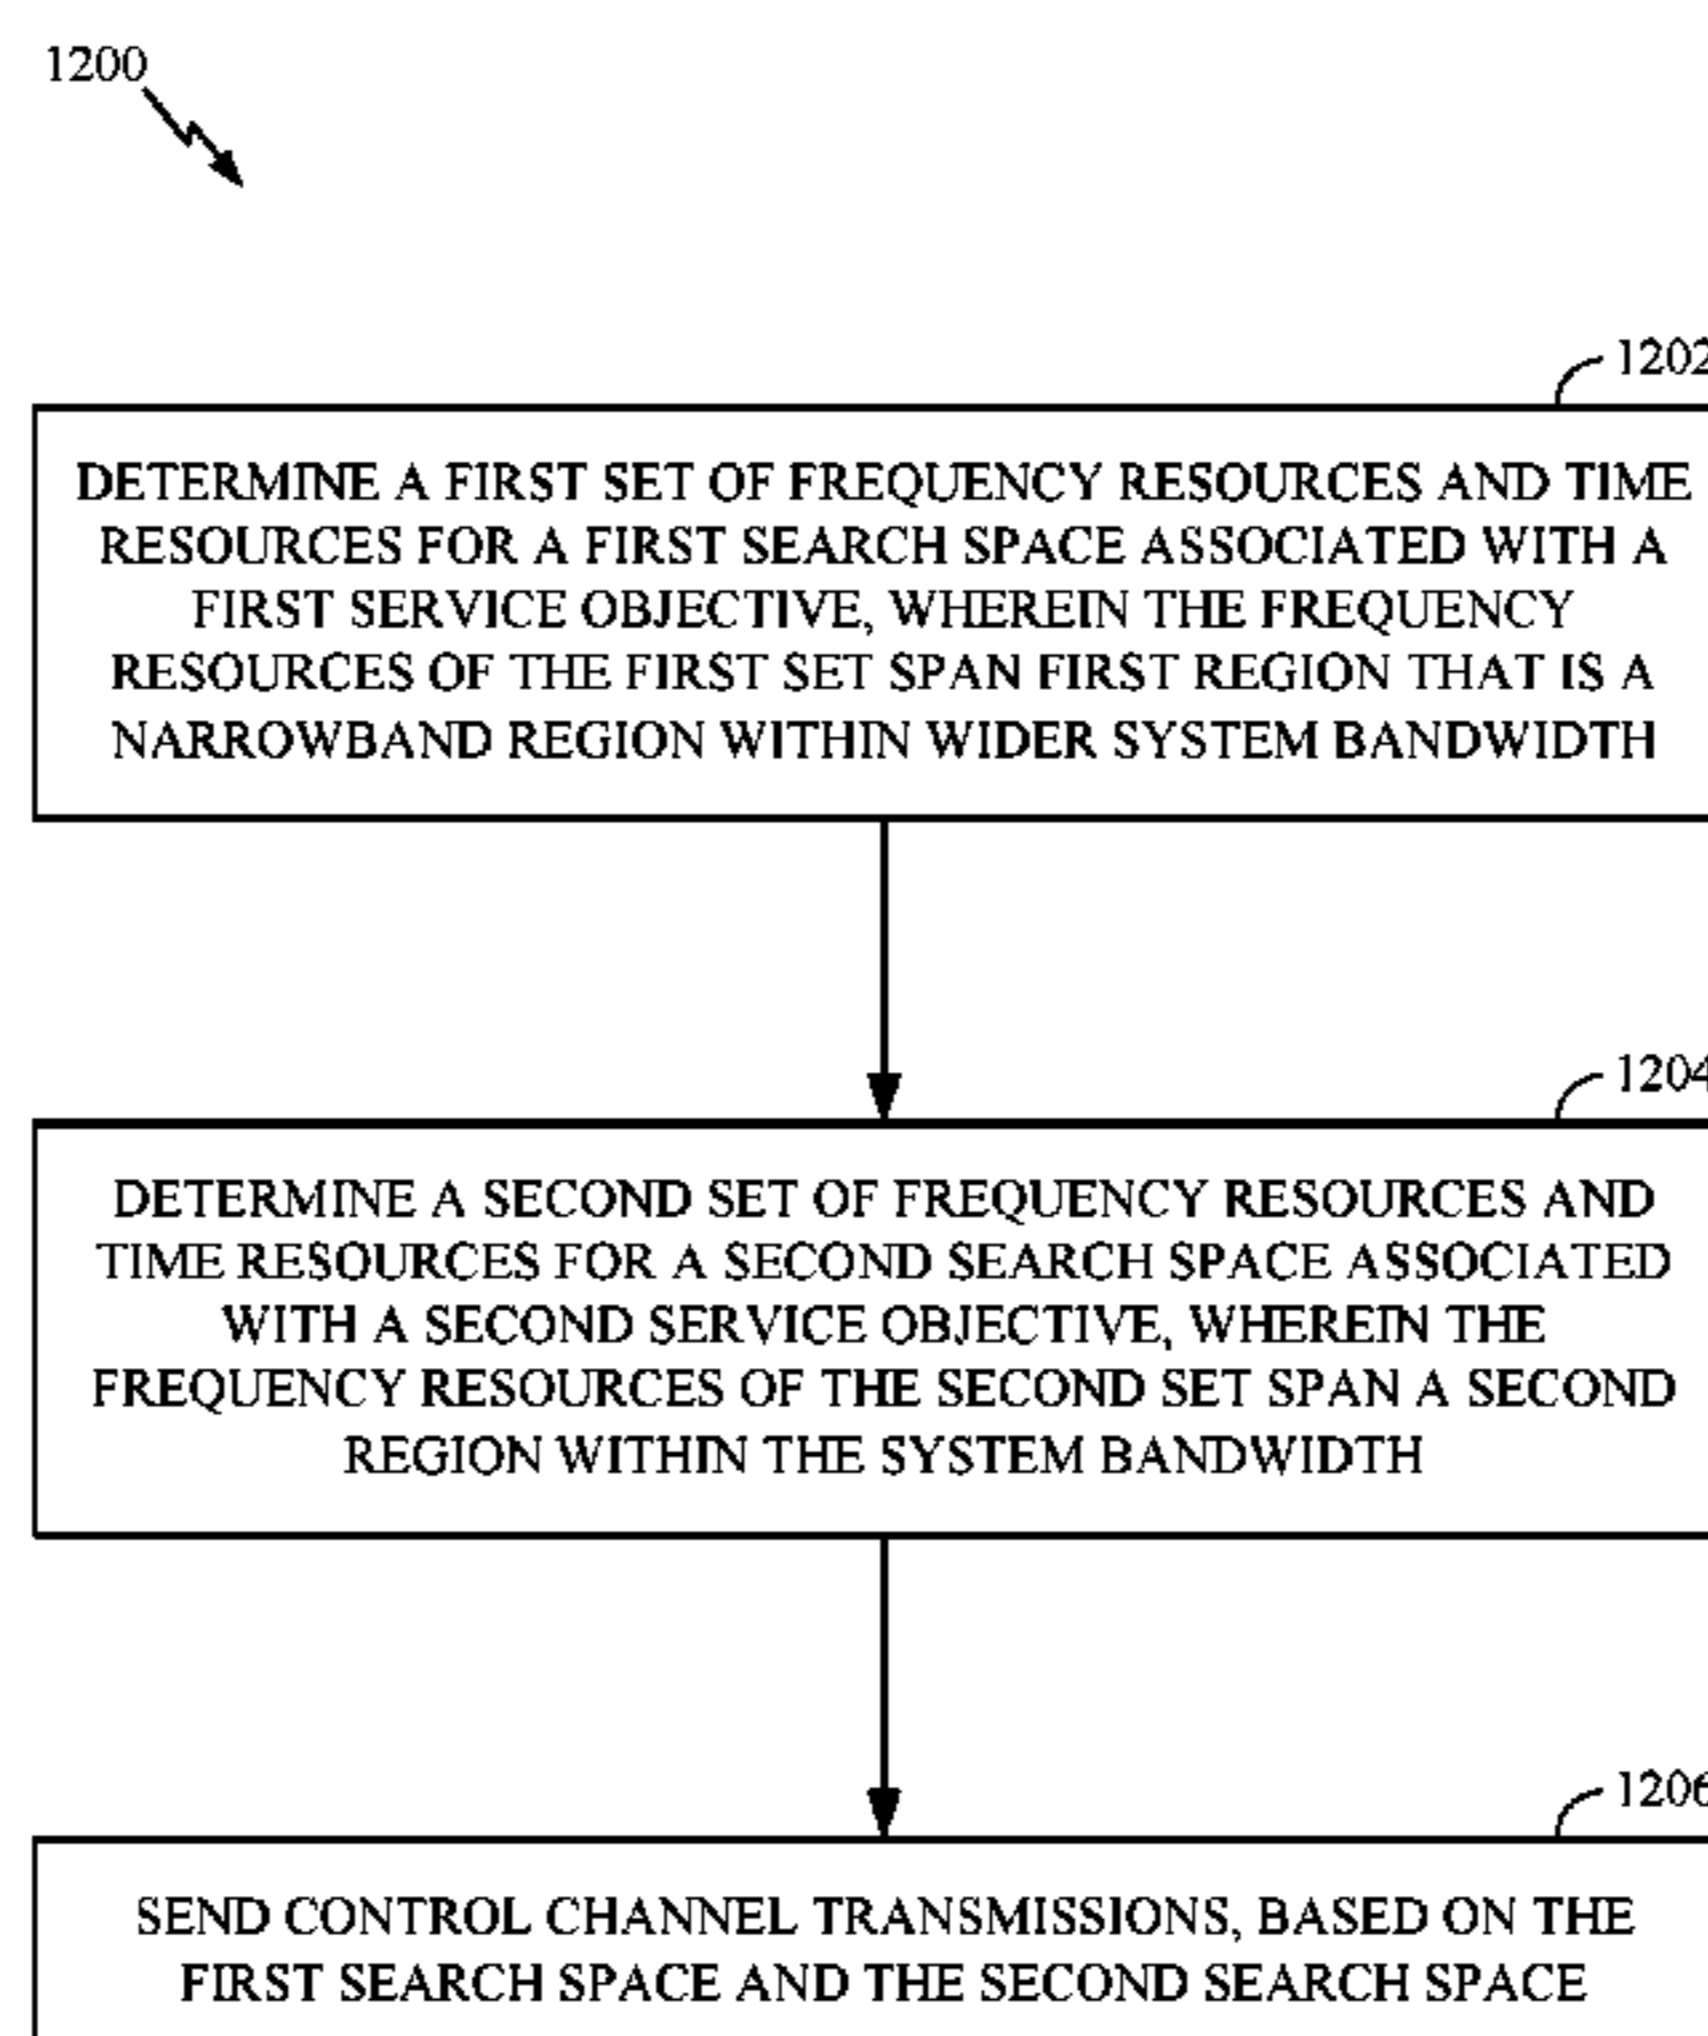 1200
1202
DETERMINE A FIRST SET OF FREQUENCY RESOURCES AND TIME
RESOURCES FOR A FIRST SEARCH SPACE ASSOCIATED WITH A
FIRST SERVICE OBJECTIVE, WHEREIN THE FREQUENCY
RESOURCES OF THE FIRST SET SPAN FIRST REGION THAT IS A
NARROWBAND REGION WITHIN WIDER SYSTEM BANDWIDTH
1204
DETERMINE A SECOND SET OF FREQUENCY RESOURCES AND
TIME RESOURCES FOR A SECOND SEARCH SPACE ASSOCIATED
WITH A SECOND SERVICE OBJECTIVE, WHEREIN THE
FREQUENCY RESOURCES OF THE SECOND SET SPAN A SECOND
REGION WITHIN THE SYSTEM BANDWIDTH
1206
SEND CONTROL CHANNEL TRANSMISSIONS, BASED ON THE
FIRST SEARCH SPACE AND THE SECOND SEARCH SPACE